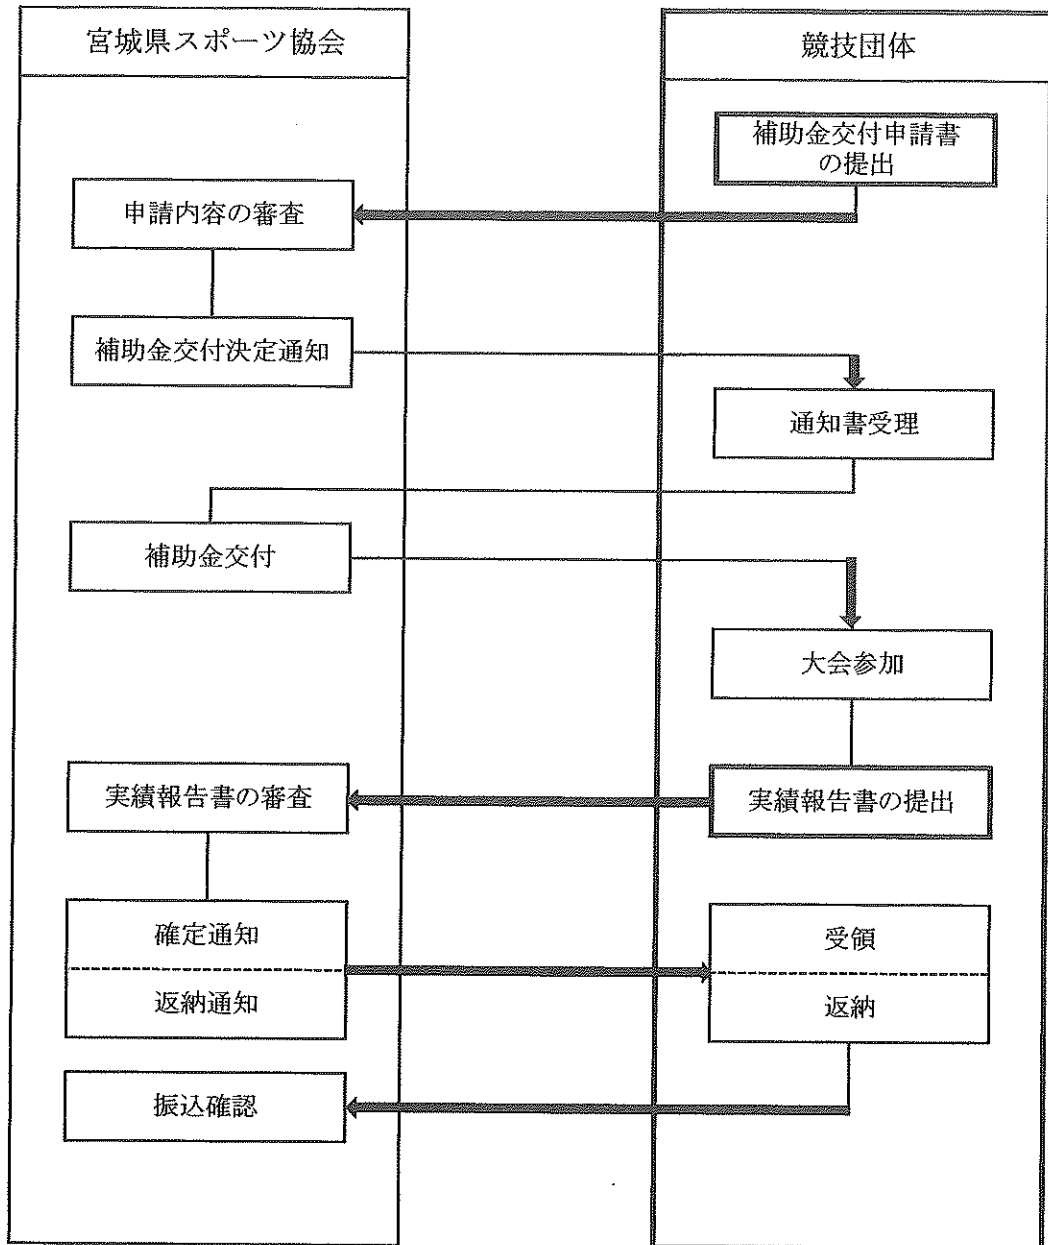 宮城県スポーツ協会
競技団体
補助金交付申請書
の提出
申請内容の審査
補助金交付決定通知
通知書受理
補助金交付
大会参加
実績報告書の審査
実績報告書の提出
確定通知
受領
返納通知
返納
振込確認